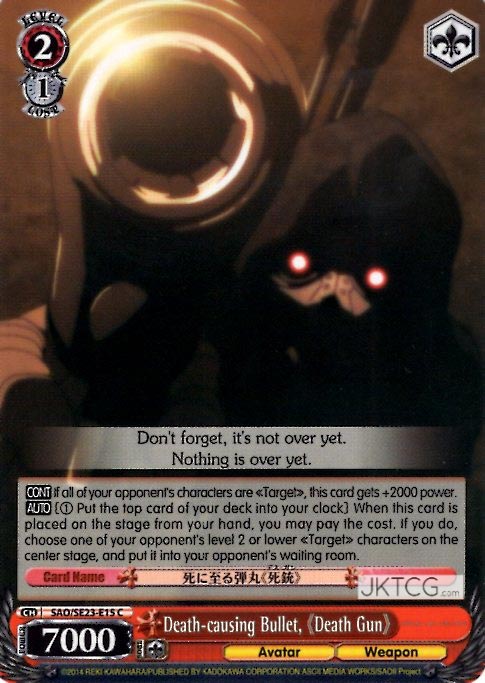 LEVEL
2
1
COST
Don't forget, it's not over yet.
Nothing is over yet.
CONT If all of your opponent's characters are «Target», this card gets +2000 power.
AUTO [① Put the top card of your deck into your clock] When this card is
placed on the stage from your hand, you may pay the cost. If you do,
choose one of your opponent's level 2 or lower «Target» characters on the
center stage, and put it into your opponent's waiting room.
Card Name 死に至る弾丸《死銃》
JKTCG.com
CH SAO/SE23-E15 C
POWER 7000 Death-causing Bullet, 《Death Gun》
Avatar Weapon
©2014 REKI KAWAHARA/PUBLISHED BY KADOKAWA CORPORATION ASCII MEDIA WORKS/SAOII Project